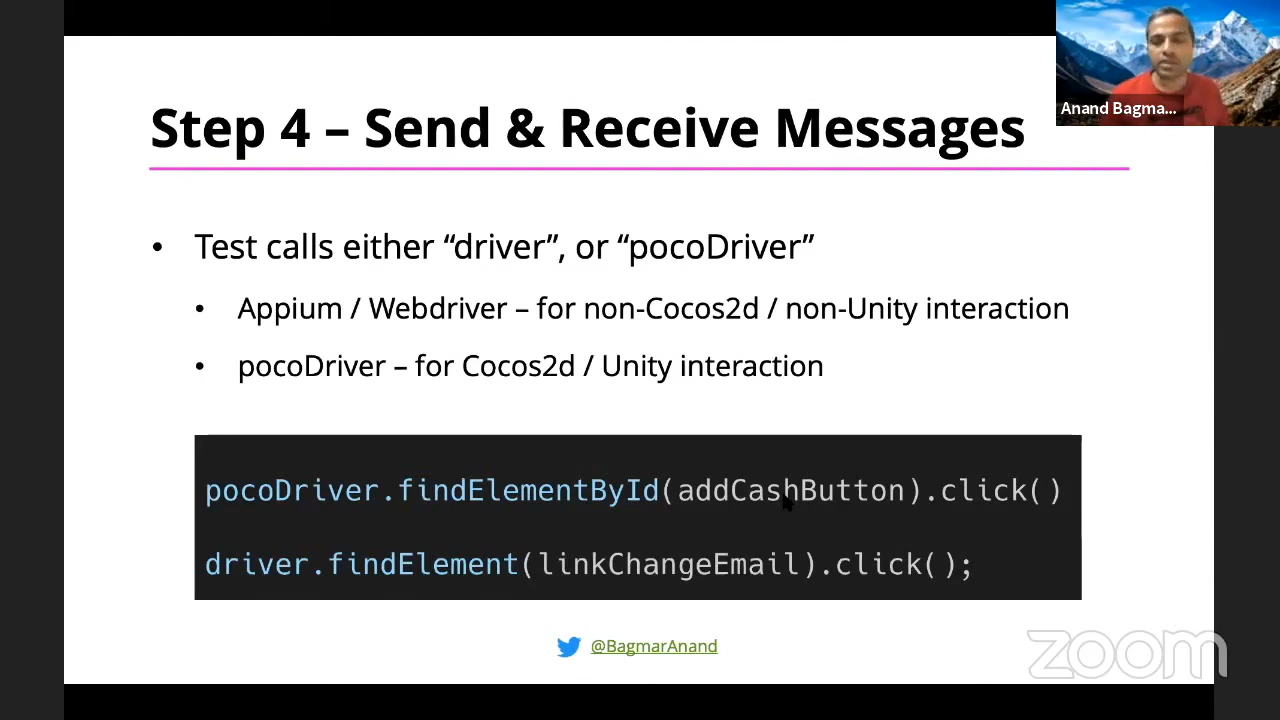 Anand Bagma...
Step 4 – Send & Receive Messages
• Test calls either “driver”, or “pocoDriver”
• Appium / Webdriver – for non-Cocos2d / non-Unity interaction
• pocoDriver – for Cocos2d / Unity interaction
pocoDriver.findElementById(addCashButton).click()
driver.findElement(linkChangeEmail).click();
@BagmarAnand
zoom